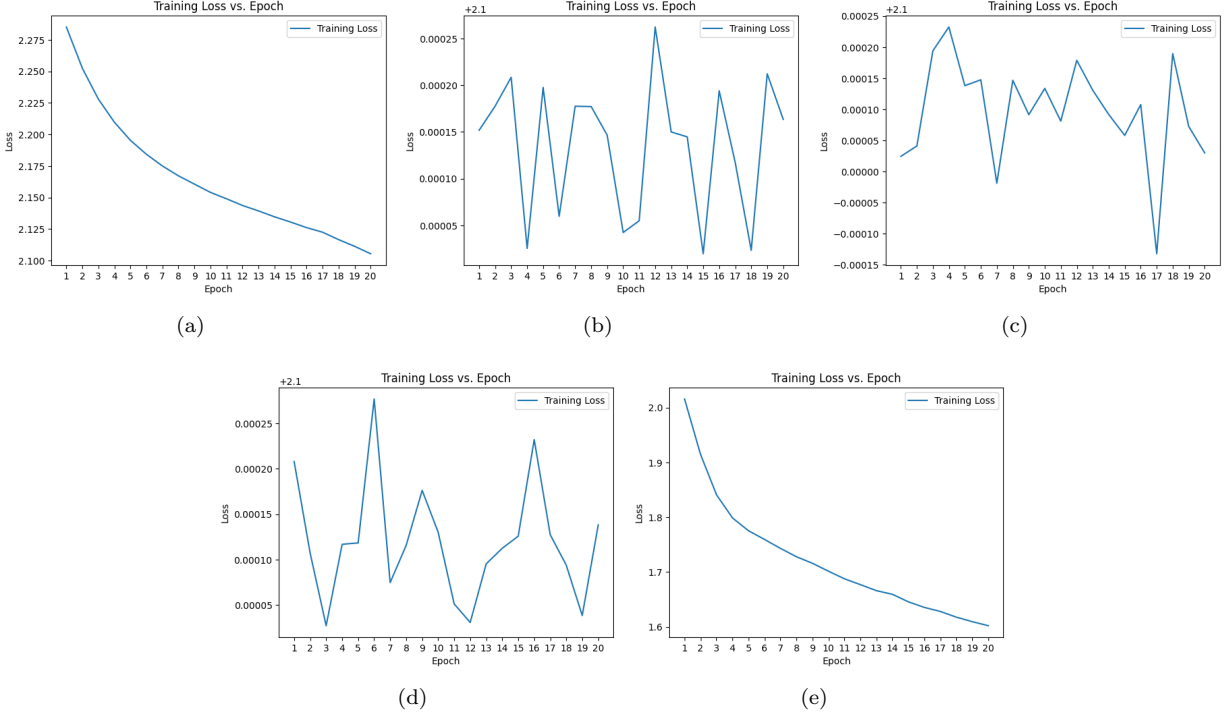 Training Loss vs. Epoch
Training Loss
2.275
2.250
2.225
2.200
2.175
2.150
2.125
2.100
Loss
1 2 3 4 5 6 7 8 9 10 11 12 13 14 15 16 17 18 19 20
Epoch
(a)
+2.1
Training Loss vs. Epoch
Training Loss
0.00025
0.00020
0.00015
0.00010
0.00005
Loss
1 2 3 4 5 6 7 8 9 10 11 12 13 14 15 16 17 18 19 20
Epoch
(b)
+2.1
Training Loss vs. Epoch
Training Loss
0.00025
0.00020
0.00015
0.00010
0.00005
0.00000
−0.00005
−0.00010
−0.00015
Loss
1 2 3 4 5 6 7 8 9 10 11 12 13 14 15 16 17 18 19 20
Epoch
(c)
+2.1
Training Loss vs. Epoch
Training Loss
0.00025
0.00020
0.00015
0.00010
0.00005
Loss
1 2 3 4 5 6 7 8 9 10 11 12 13 14 15 16 17 18 19 20
Epoch
(d)
Training Loss vs. Epoch
Training Loss
2.0
1.9
1.8
1.7
1.6
Loss
1 2 3 4 5 6 7 8 9 10 11 12 13 14 15 16 17 18 19 20
Epoch
(e)